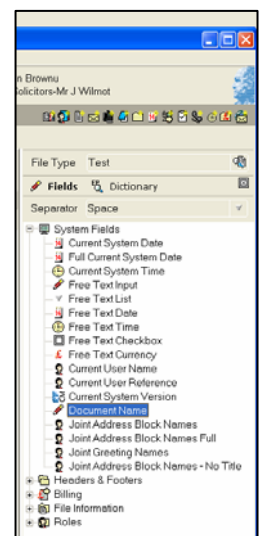 n Brownu
olicitors-Mr J Wilmot
File Type Test
Fields Dictionary
Separator Space
System Fields
Current System Date
Full Current System Date
Current System Time
Free Text Input
Free Text List
Free Text Date
Free Text Time
Free Text Checkbox
Free Text Currency
Current User Name
Current User Reference
Current System Version
Document Name
Joint Address Block Names
Joint Address Block Names Full
Joint Greeting Names
Joint Address Block Names - No Title
Headers & Footers
Billing
File Information
Roles